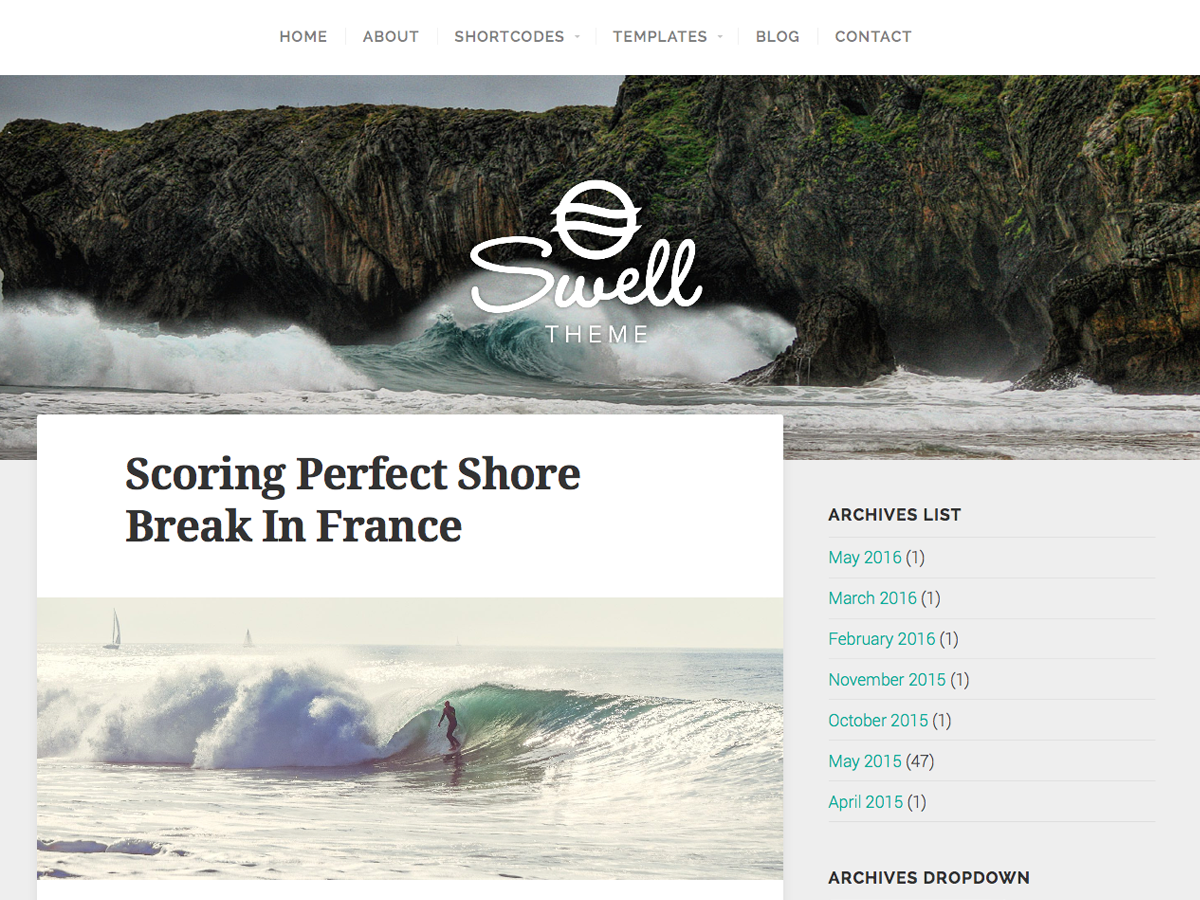 HOME ABOUT SHORTCODES TEMPLATES BLOG CONTACT
Swell
THEME
Scoring Perfect Shore
Break In France
ARCHIVES LIST
May 2016 (1)
March 2016 (1)
February 2016 (1)
November 2015 (1)
October 2015 (1)
May 2015 (47)
April 2015 (1)
ARCHIVES DROPDOWN